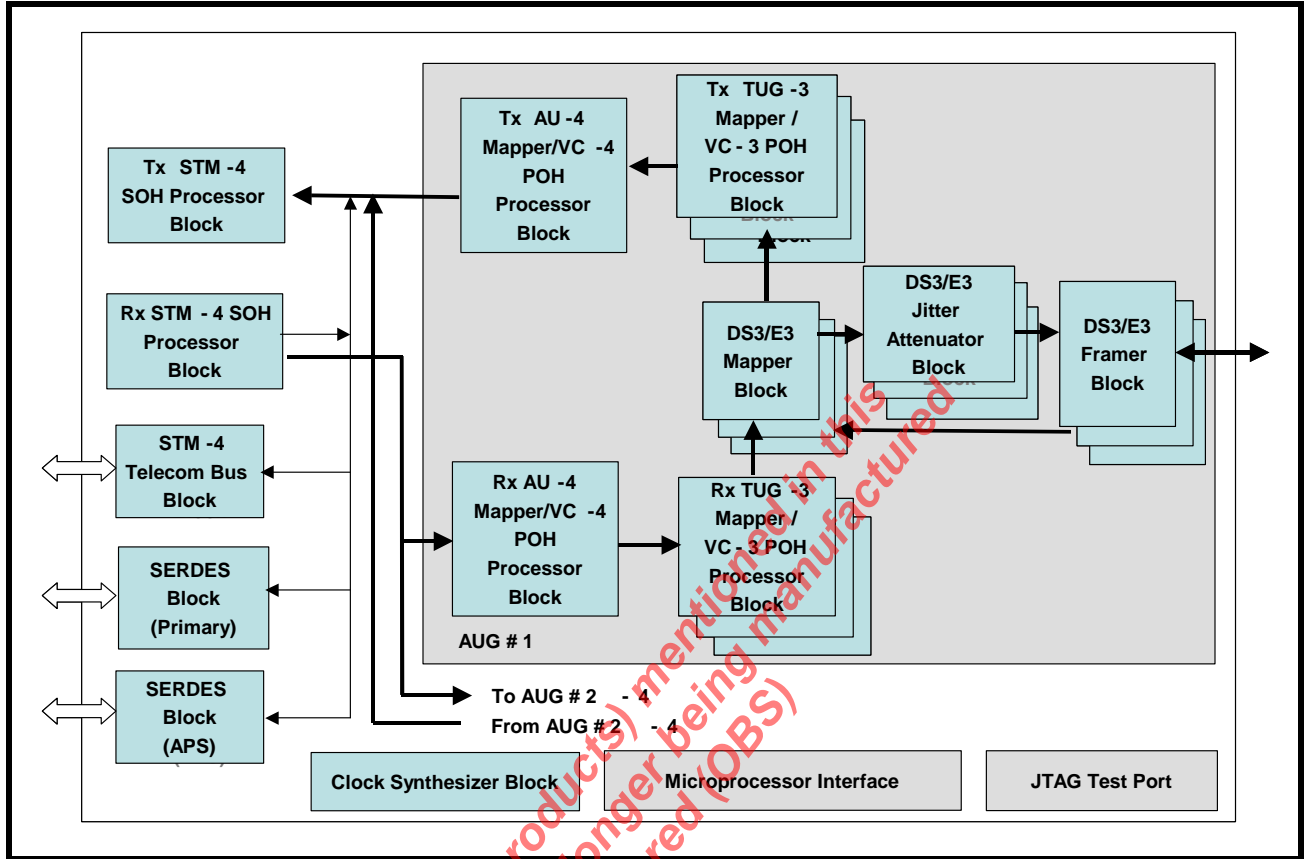 Tx TUG -3
Mapper /
VC - 3 POH
Processor
Block
Block
Block
Tx AU -4
Mapper/VC -4
POH
Processor
Block
Tx STM -4
SOH Processor
Block
Rx STM - 4 SOH
Processor
Block
DS3/E3
Mapper
Block
DS3/E3
Jitter
Attenuator
Block
Block
DS3/E3
Framer
Block
STM -4
Telecom Bus
Block
Rx AU -4
Mapper/VC -4
POH
Processor
Block
Rx TUG -3
Mapper /
VC - 3 POH
Processor
Block
SERDES
Block
(Primary)
AUG # 1
SERDES
Block
(APS)
To AUG # 2 - 4
From AUG # 2 - 4
Clock Synthesizer Block
Microprocessor Interface
JTAG Test Port
roducts) mentioned in this
longer being manufactured
red (OBS)